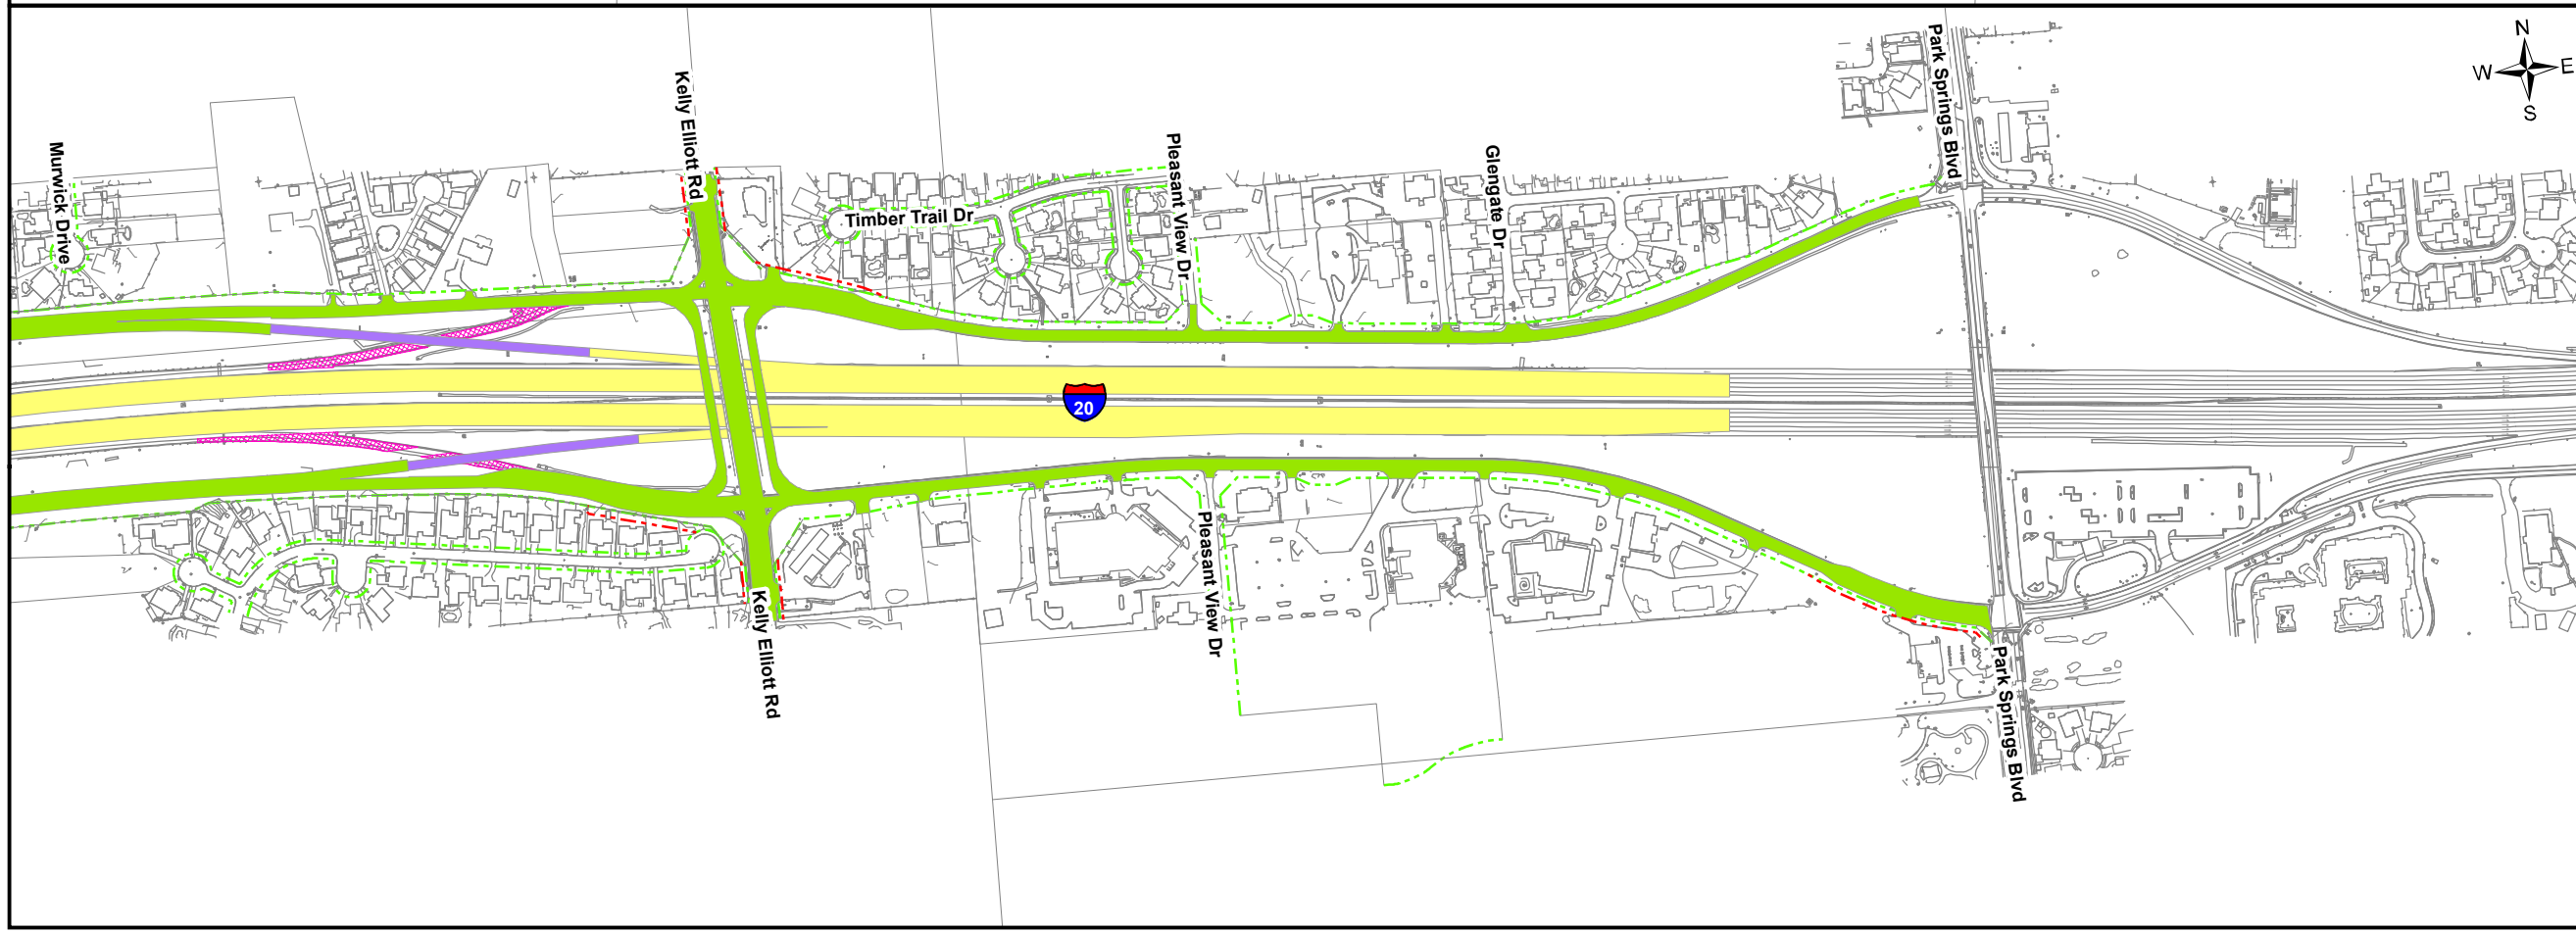 Park Springs Blvd
N
W
E
S
Kelly Elliott Rd
Murwick Drive
Pleasant View Dr
Glengate Dr
Timber Trail Dr
20
Pleasant View Dr
Kelly Elliott Rd
Park Springs Blvd